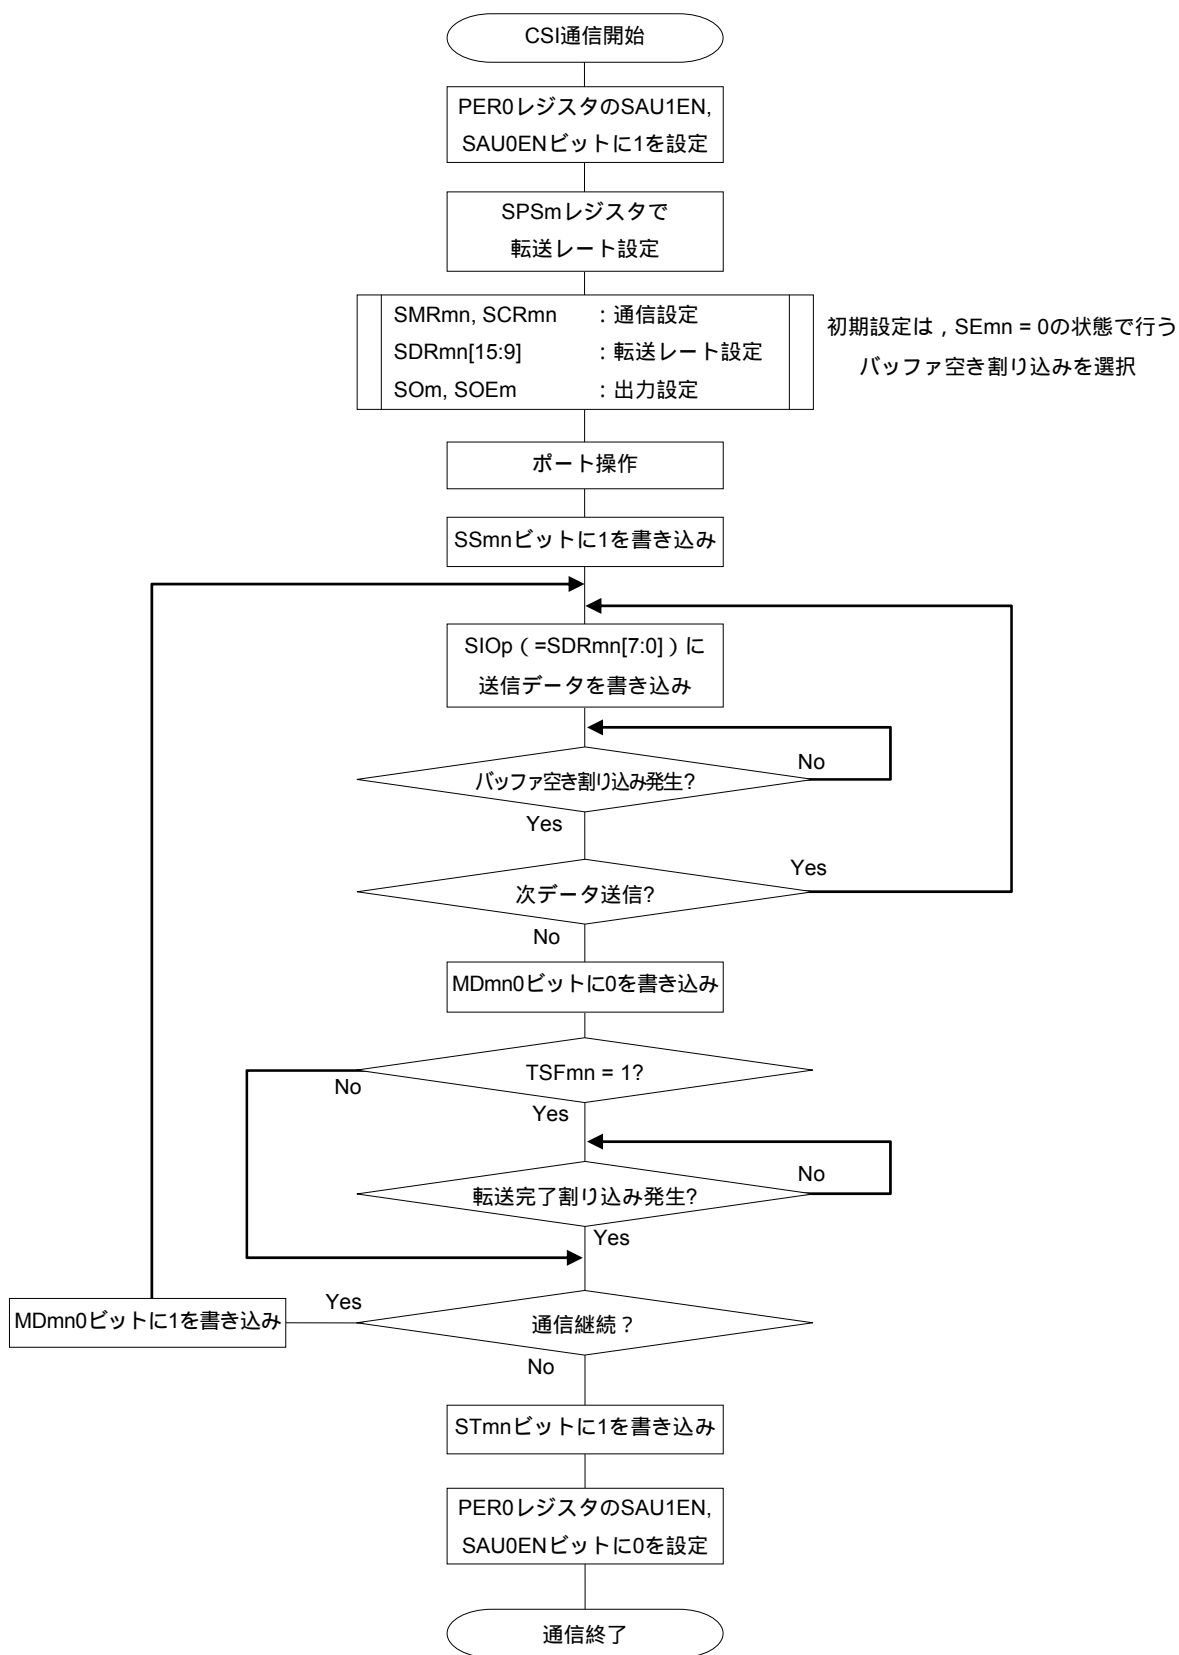 CSI通信開始
PER0レジスタのSAU1EN,
SAU0ENビットに1を設定
SPSmレジスタで
転送レート設定
SMRmn, SCRmn ：通信設定
SDRmn[15:9] ：転送レート設定
SOm, SOEm ：出力設定
初期設定は，SEmn = 0の状態で行う
バッファ空き割り込みを選択
ポート操作
SSmnビットに1を書き込み
SIOp（=SDRmn[7:0]）に
送信データを書き込み
No
バッファ空き割り込み発生?
Yes
Yes
次データ送信?
No
MDmn0ビットに0を書き込み
TSFmn = 1?
No
Yes
No
転送完了割り込み発生?
Yes
Yes
MDmn0ビットに1を書き込み
通信継続？
No
STmnビットに1を書き込み
PER0レジスタのSAU1EN,
SAU0ENビットに0を設定
通信終了